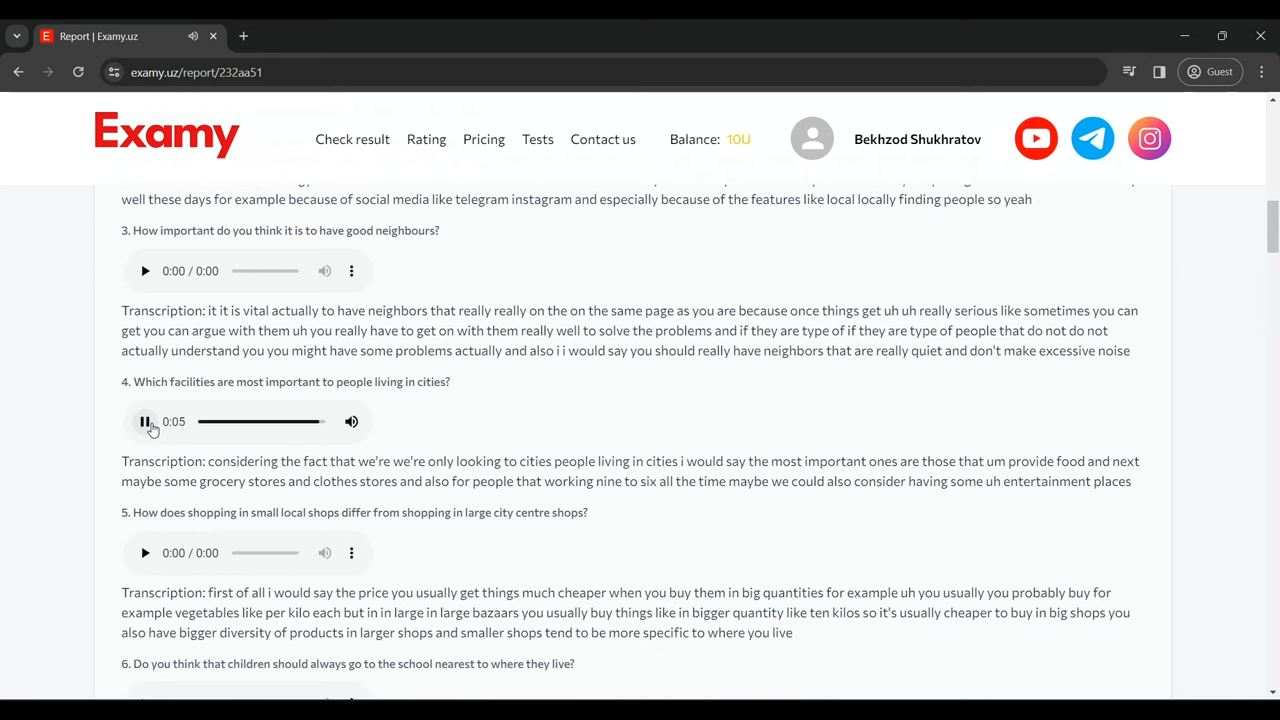 E Report | Examy.uz
examy.uz/report/232aa51
Guest
Examy
Check result Rating Pricing Tests Contact us Balance: 10U Bekhzod Shukhratov
well these days for example because of social media like telegram instagram and especially because of the features like local locally finding people so yeah
3. How important do you think it is to have good neighbours?
0:00 / 0:00
Transcription: it it is vital actually to have neighbors that really really on the on the same page as you are because once things get uh uh really serious like sometimes you can
get you can argue with them uh you really have to get on with them really well to solve the problems and if they are type of if they are type of people that do not do not
actually understand you you might have some problems actually and also i i would say you should really have neighbors that are really quiet and don't make excessive noise
4. Which facilities are most important to people living in cities?
0:05
Transcription: considering the fact that we're we're only looking to cities people living in cities i would say the most important ones are those that um provide food and next
maybe some grocery stores and clothes stores and also for people that working nine to six all the time maybe we could also consider having some uh entertainment places
5. How does shopping in small local shops differ from shopping in large city centre shops?
0:00 / 0:00
Transcription: first of all i would say the price you usually get things much cheaper when you buy them in big quantities for example uh you usually you probably buy for
example vegetables like per kilo each but in in large in large bazaars you usually buy things like in bigger quantity like ten kilos so it's usually cheaper to buy in big shops you
also have bigger diversity of products in larger shops and smaller shops tend to be more specific to where you live
6. Do you think that children should always go to the school nearest to where they live?